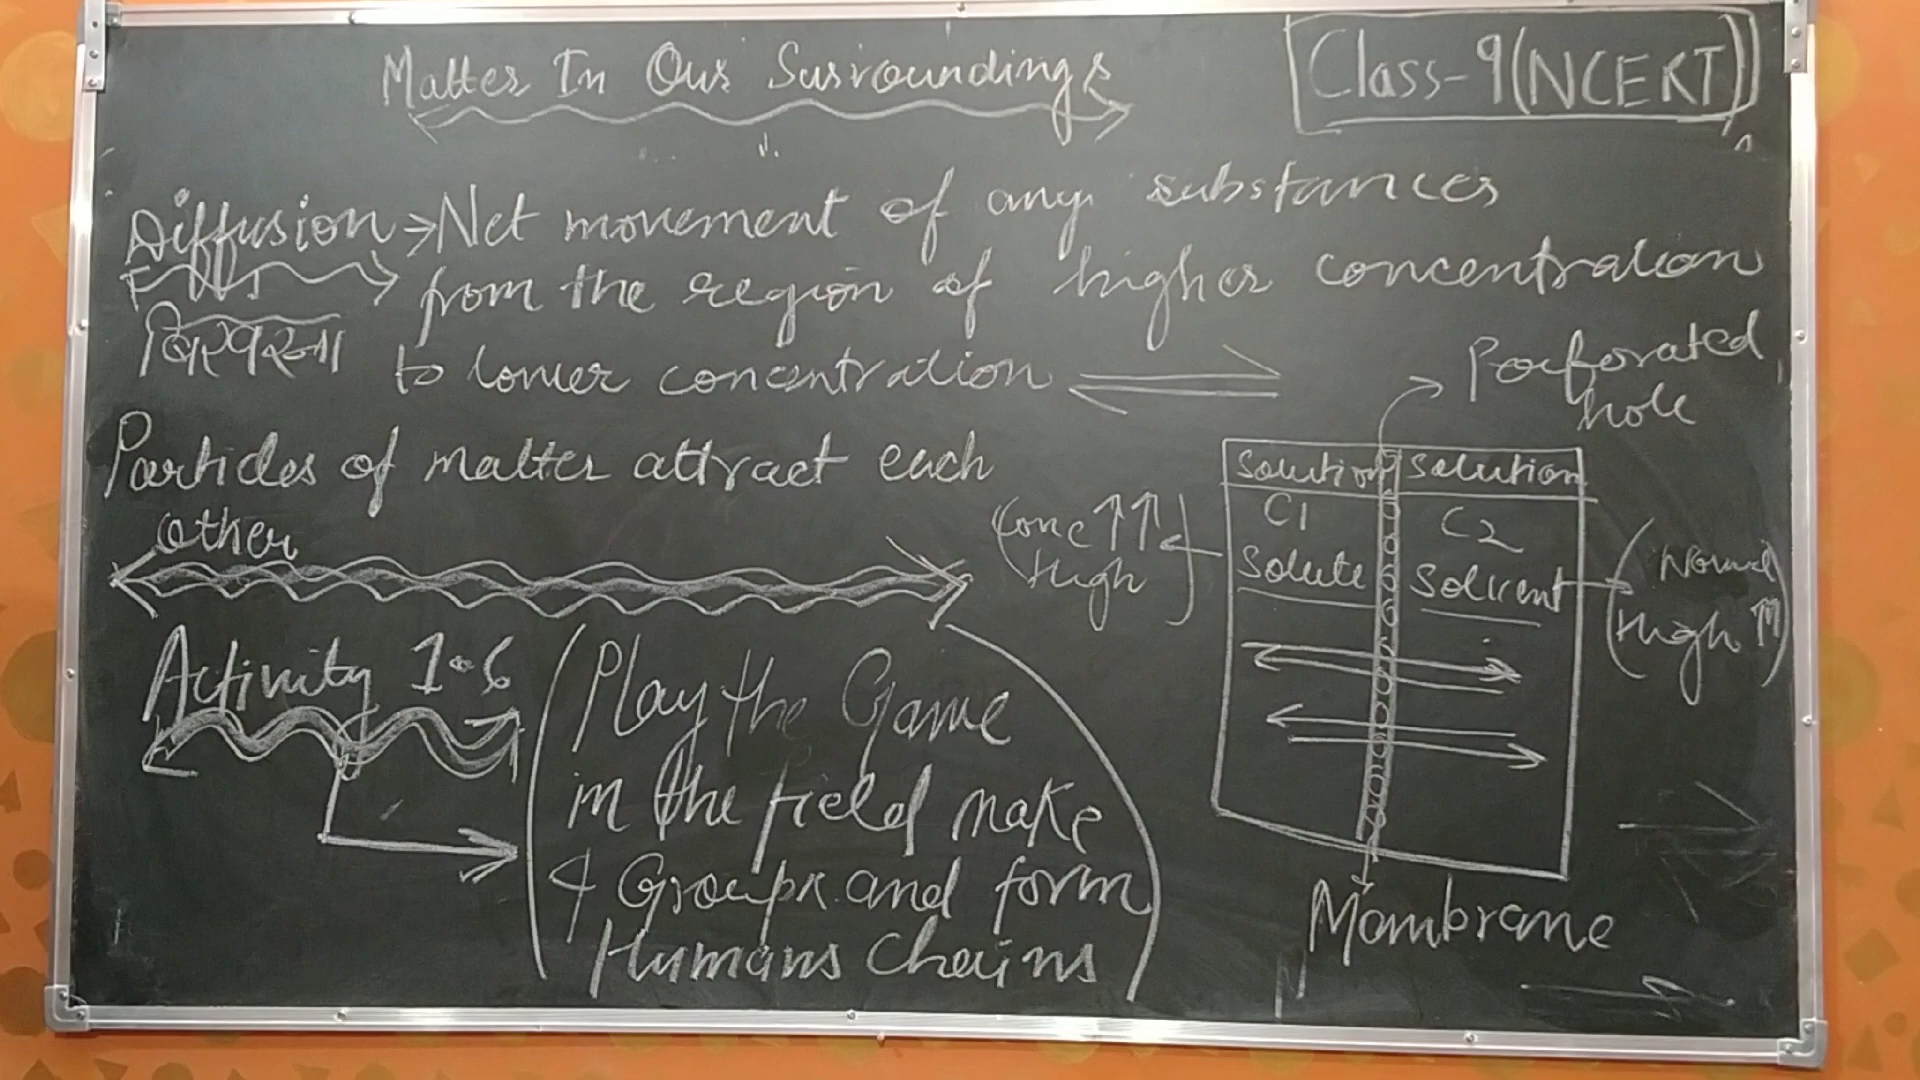 Matter In Our Surroundings
Class-9(NCERT)
Diffusion → Net movement of any substances
from the region of higher concentration
to lower concentration
Particles of matter attract each
other
Activity 1.6
(Play the Game
in the field make
4 Groups and form
Humans Chains)
Perforated
hole
Solution Solution
C1 C2
Solute Solvent
(Conc ↑↑
High)
(Normal
High ↑)
Mambrane